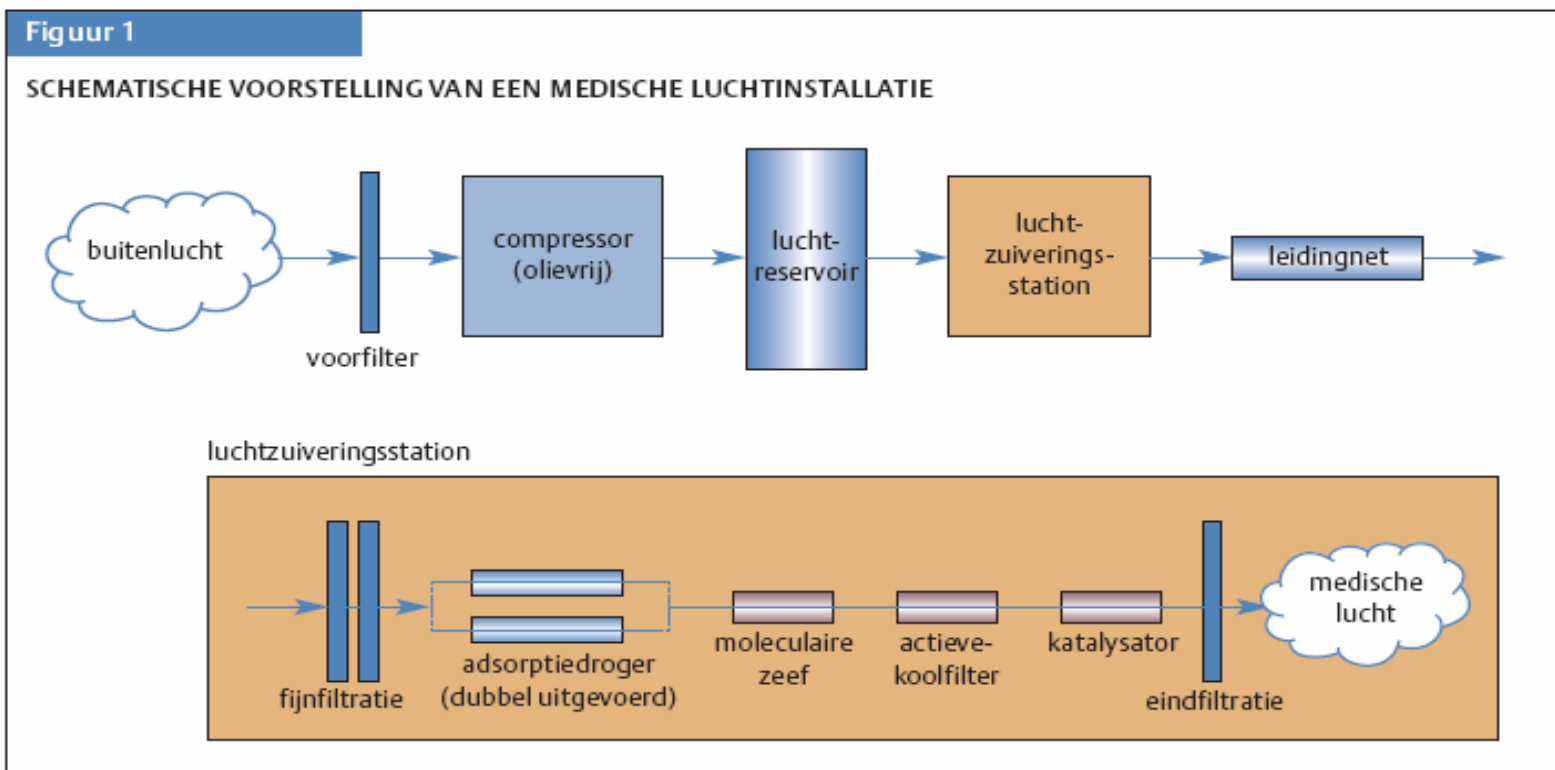 Figuur 1
SCHEMATISCHE VOORSTELLING VAN EEN MEDISCHE LUCHTINSTALLATIE
buitenlucht
voorfilter
compressor
(olievrij)
lucht-
reservoir
lucht-
zuiverings-
station
leidingnet
luchtzuiveringsstation
fijnfiltratie
adsorptiedroger
(dubbel uitgevoerd)
moleculaire
zeef
actieve-
koolfilter
katalysator
eindfiltratie
medische
lucht